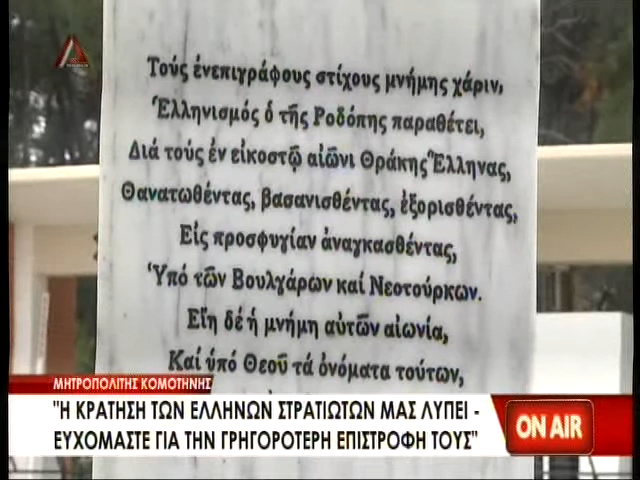 Τούς ἐνεπιγράφους στίχους μνήμης χάριν,
Ἑλληνισμός ὁ τῆς Ροδόπης παραθέτει,
Διά τούς ἐν εἰκοστῷ αἰῶνι Θράκης Ἕλληνας,
Θανατωθέντας, βασανισθέντας, ἐξορισθέντας,
Εἰς προσφυγίαν ἀναγκασθέντας,
Ὑπό τῶν Βουλγάρων καί Νεοτούρκων.
Εἴη δέ ἡ μνήμη αὐτῶν αἰωνία,
Καί ὑπό Θεοῦ τά ὀνόματα τούτων,
ΜΗΤΡΟΠΟΛΙΤΗΣ ΚΟΜΟΤΗΝΗΣ
"Η ΚΡΑΤΗΣΗ ΤΩΝ ΕΛΛΗΝΩΝ ΣΤΡΑΤΙΩΤΩΝ ΜΑΣ ΛΥΠΕΙ -
ΕΥΧΟΜΑΣΤΕ ΓΙΑ ΤΗΝ ΓΡΗΓΟΡΟΤΕΡΗ ΕΠΙΣΤΡΟΦΗ ΤΟΥΣ"
ON AIR